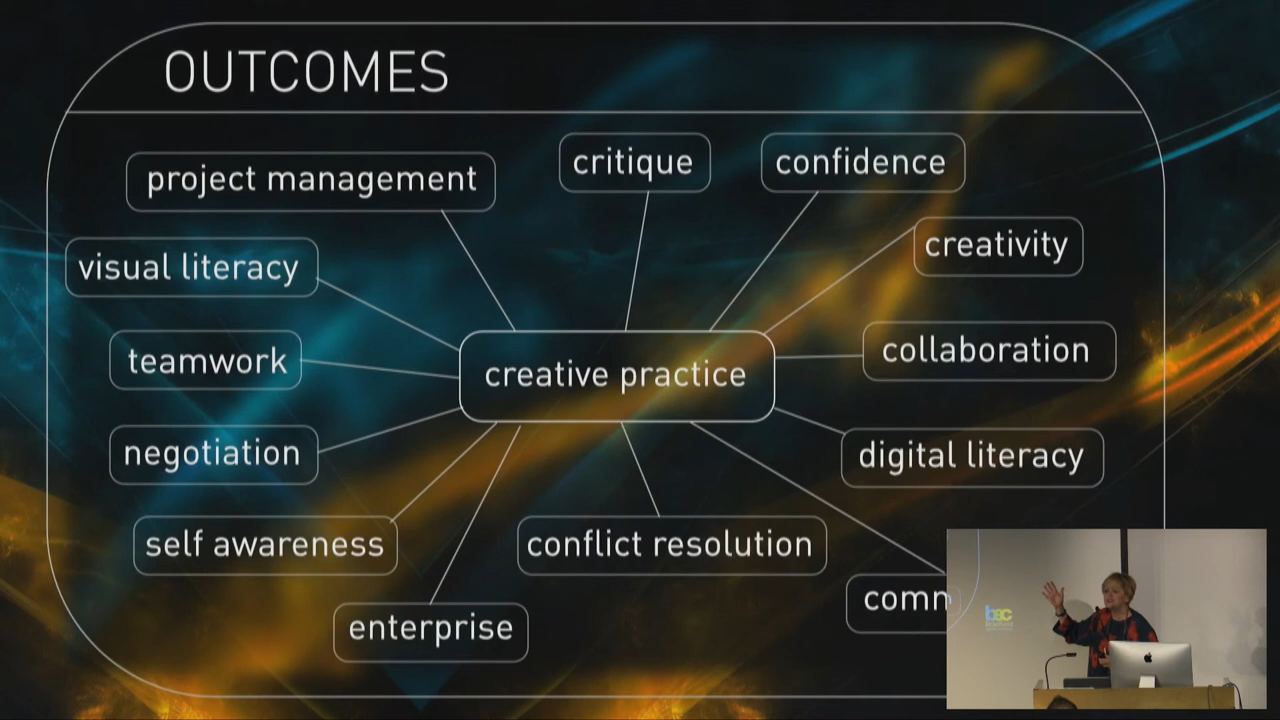 OUTCOMES
project management
critique
confidence
visual literacy
creativity
teamwork
creative practice
collaboration
negotiation
digital literacy
self awareness
conflict resolution
enterprise